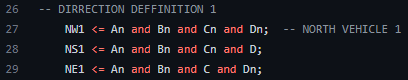 26 -- DIRRECTION DEFFINITION 1
27 NW1 <= An and Bn and Cn and Dn; -- NORTH VEHICLE 1
28 NS1 <= An and Bn and Cn and D;
29 NE1 <= An and Bn and C and Dn;